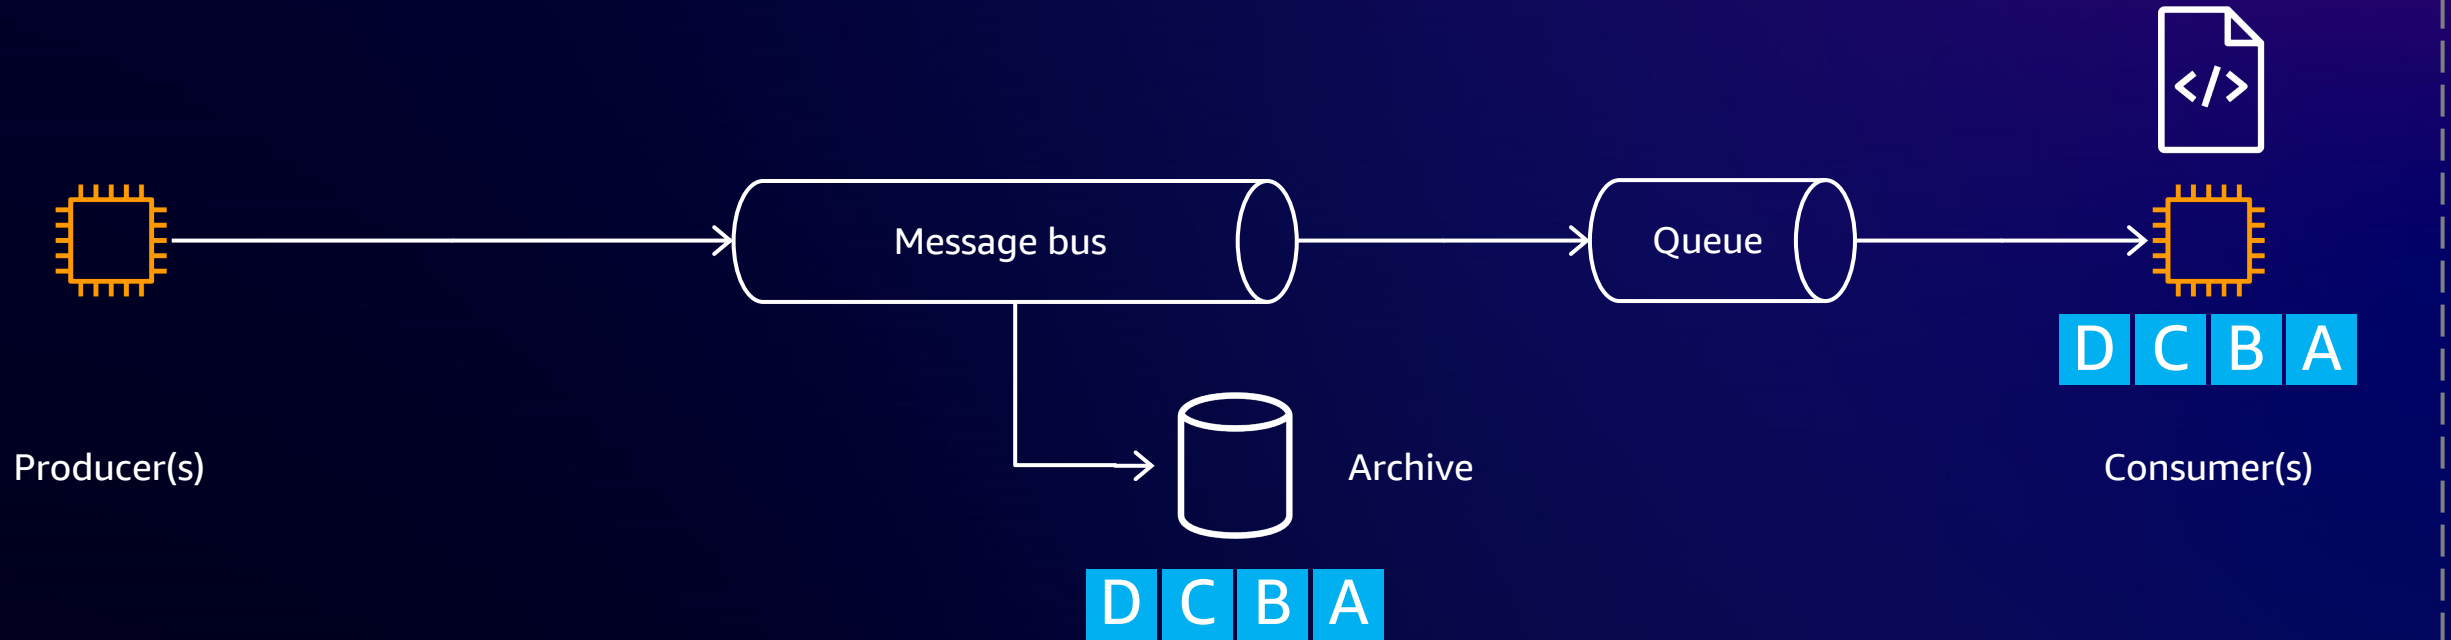 </>
Message bus
Queue
D C B A
Producer(s)
Archive
Consumer(s)
D C B A